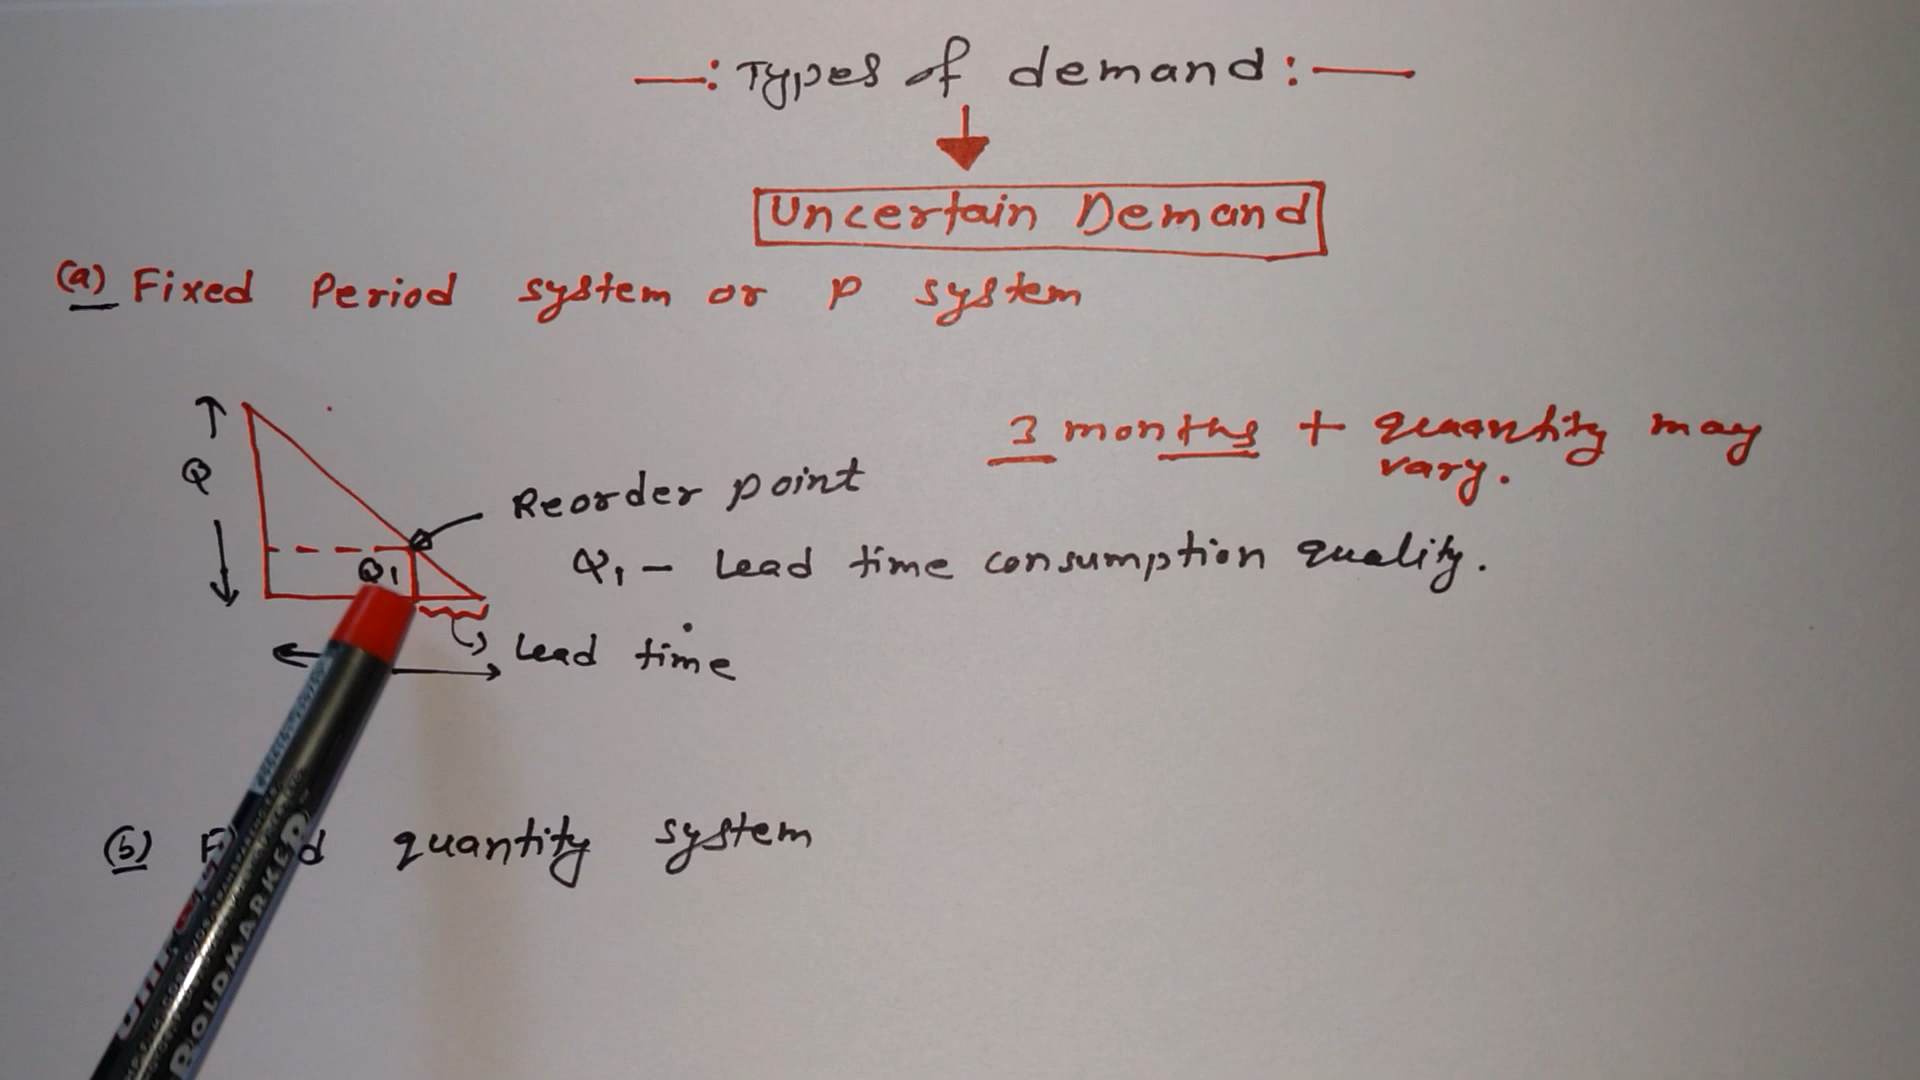 —: Types of demand :—
Uncertain Demand
(a) Fixed Period system or P system
3 months + quantity may
vary.
Q
Reorder point
Q1
Q1 - Lead time consumption quality.
Lead time
(b) quantity system
BOLDMARKER